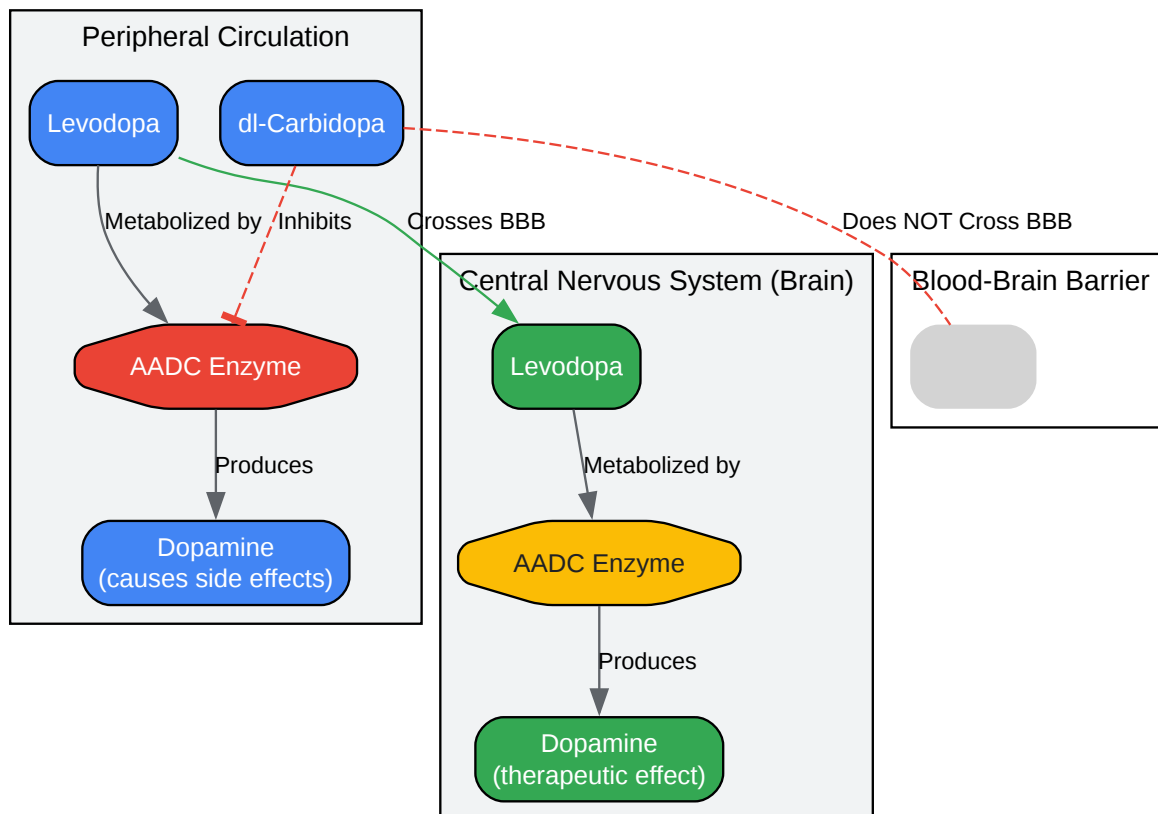 Peripheral Circulation
Levodopa
dl-Carbidopa
Metabolized by
Inhibits
Crosses BBB
Does NOT Cross BBB
Central Nervous System (Brain)
Blood-Brain Barrier
AADC Enzyme
Levodopa
Produces
Metabolized by
Dopamine
(causes side effects)
AADC Enzyme
Produces
Dopamine
(therapeutic effect)